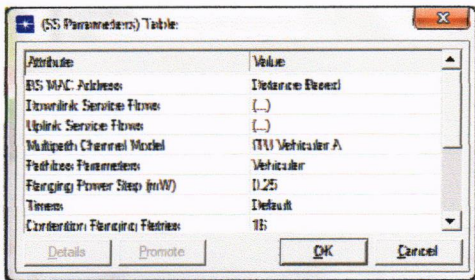 (SS Parameters) Table
Attribute Value
BS MAC Address Distance Based
Downlink Service Flows (...)
Uplink Service Flows (...)
Multipath Channel Model ITU Vehicular A
Pathloss Parameters Vehicular
Ranging Power Step (mW) 0.25
Timers Default
Contention Ranging Retries 16
Details Promote OK Cancel